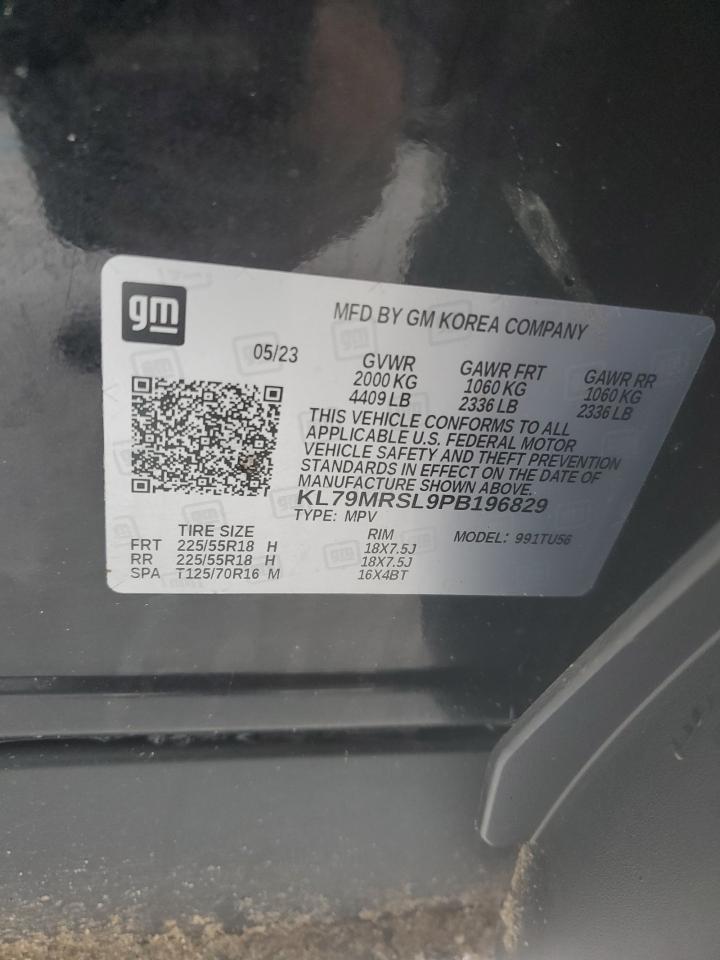 gm
MFD BY GM KOREA COMPANY
05/23
GVWR
2000 KG
4409 LB
GAWR FRT
1060 KG
2336 LB
GAWR RR
1060 KG
2336 LB
THIS VEHICLE CONFORMS TO ALL
APPLICABLE U.S. FEDERAL MOTOR
VEHICLE SAFETY AND THEFT PREVENTION
STANDARDS IN EFFECT ON THE DATE OF
MANUFACTURE SHOWN ABOVE.
KL79MRSL9PB196829
TYPE: MPV
MODEL: 991TU56
TIRE SIZE RIM
FRT 225/55R18 H 18X7.5J
RR 225/55R18 H 18X7.5J
SPA T125/70R16 M 16X4BT